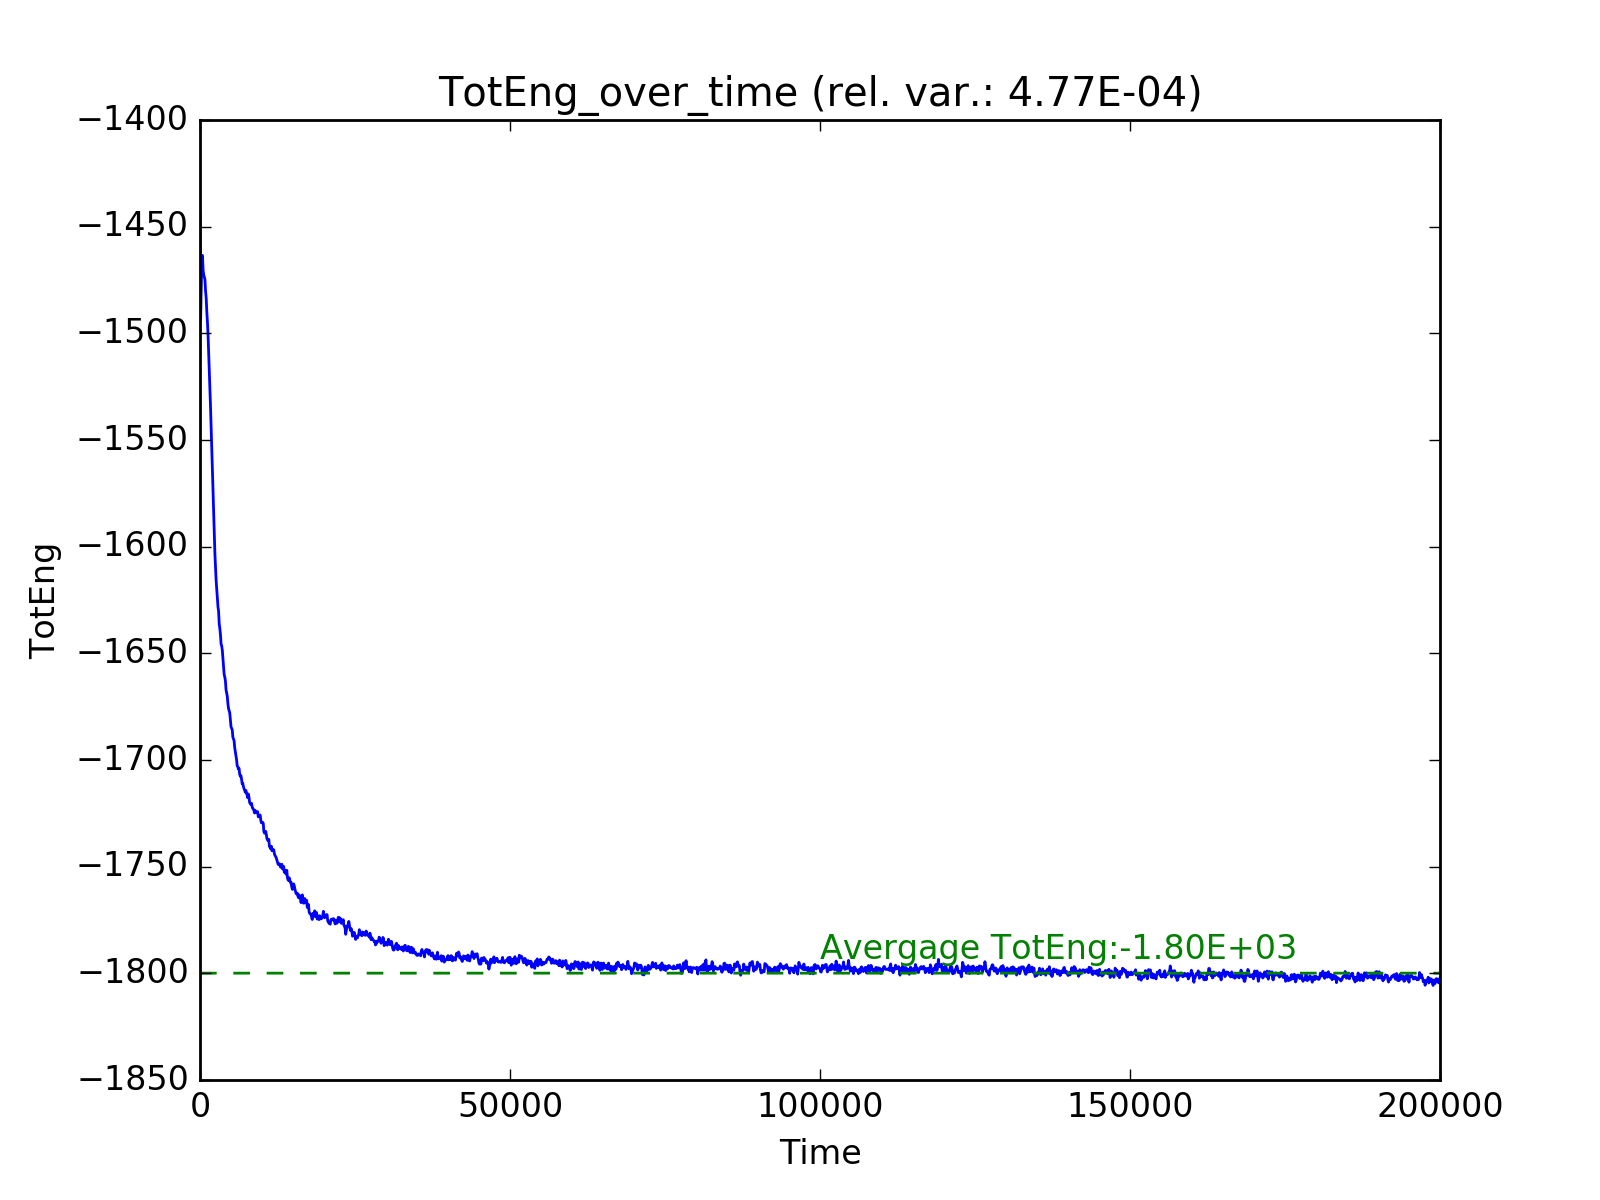 TotEng_over_time (rel. var.: 4.77E-04)
−1400
−1450
−1500
−1550
−1600
−1650
−1700
−1750
−1800
−1850
TotEng
Avergage TotEng:-1.80E+03
0 50000 100000 150000 200000
Time